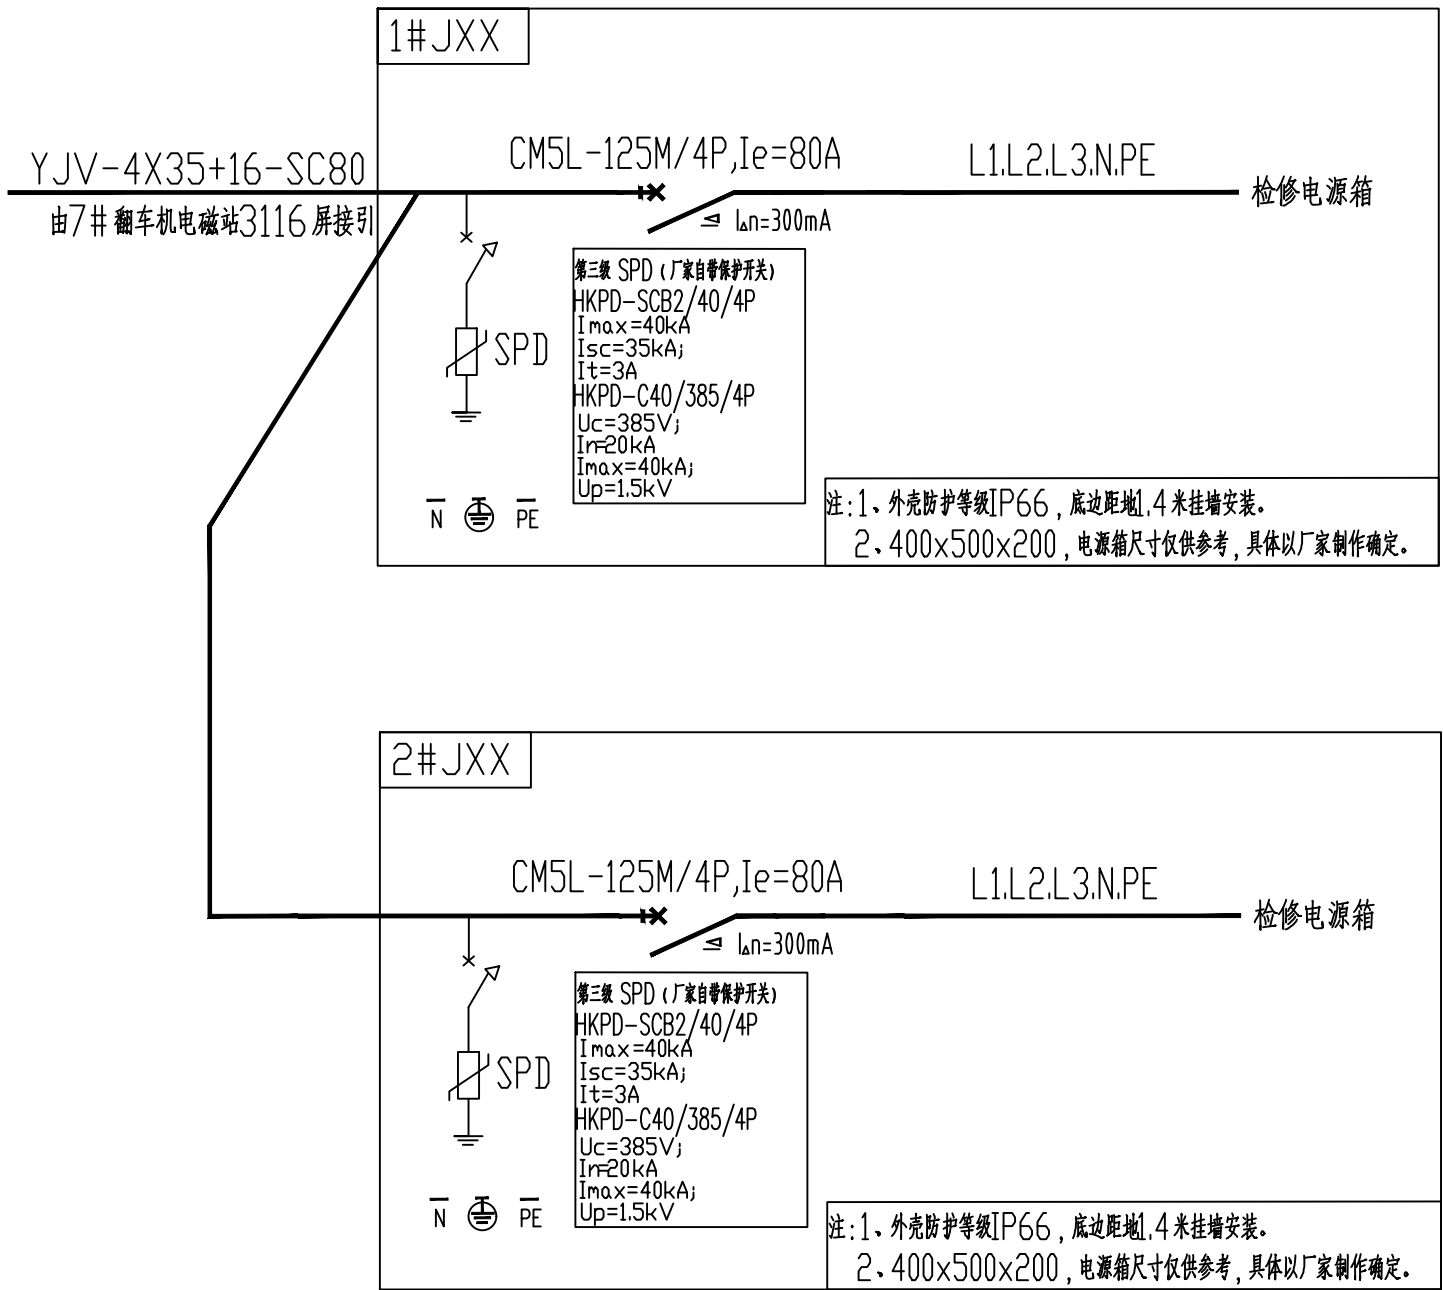 1#JXX
YJV-4X35+16-SC80
由7#翻车机电磁站3116屏接引
CM5L-125M/4P,Ie=80A
L1.L2.L3.N.PE
检修电源箱
I△n=300mA
第三级 SPD(厂家自带保护开关)
HKPD-SCB2/40/4P
Imax=40kA
Isc=35kA;
It=3A
HKPD-C40/385/4P
Uc=385V;
In=20kA
Imax=40kA;
Up=1.5kV
SPD
N PE
注:1、外壳防护等级IP66,底边距地1.4米挂墙安装。
2、400x500x200,电源箱尺寸仅供参考,具体以厂家制作确定。
2#JXX
CM5L-125M/4P,Ie=80A
L1.L2.L3.N.PE
检修电源箱
I△n=300mA
第三级 SPD(厂家自带保护开关)
HKPD-SCB2/40/4P
Imax=40kA
Isc=35kA;
It=3A
HKPD-C40/385/4P
Uc=385V;
In=20kA
Imax=40kA;
Up=1.5kV
SPD
N PE
注:1、外壳防护等级IP66,底边距地1.4米挂墙安装。
2、400x500x200,电源箱尺寸仅供参考,具体以厂家制作确定。